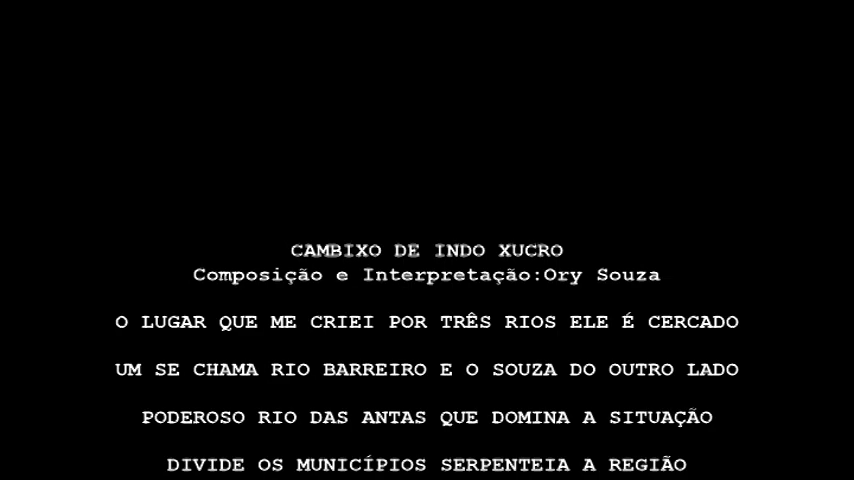 CAMBIXO DE INDO XUCRO
Composição e Interpretação:Ory Souza
O LUGAR QUE ME CRIEI POR TRÊS RIOS ELE É CERCADO
UM SE CHAMA RIO BARREIRO E O SOUZA DO OUTRO LADO
PODEROSO RIO DAS ANTAS QUE DOMINA A SITUAÇÃO
DIVIDE OS MUNICÍPIOS SERPENTEIA A REGIÃO